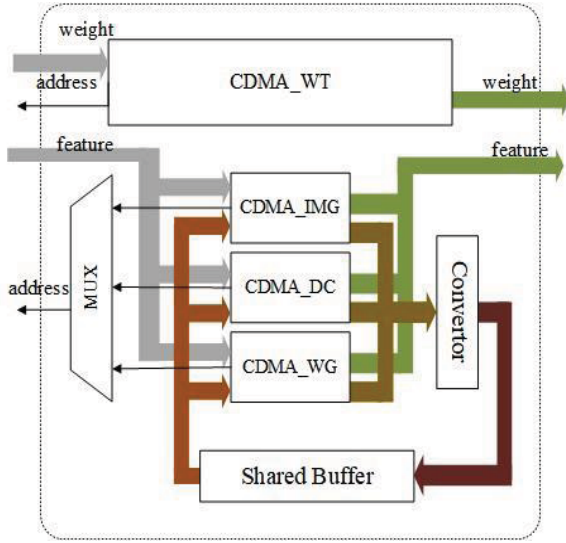 weight
address
CDMA_WT
weight
feature
feature
CDMA_IMG
MUX
address
CDMA_DC
Convertor
CDMA_WG
Shared Buffer